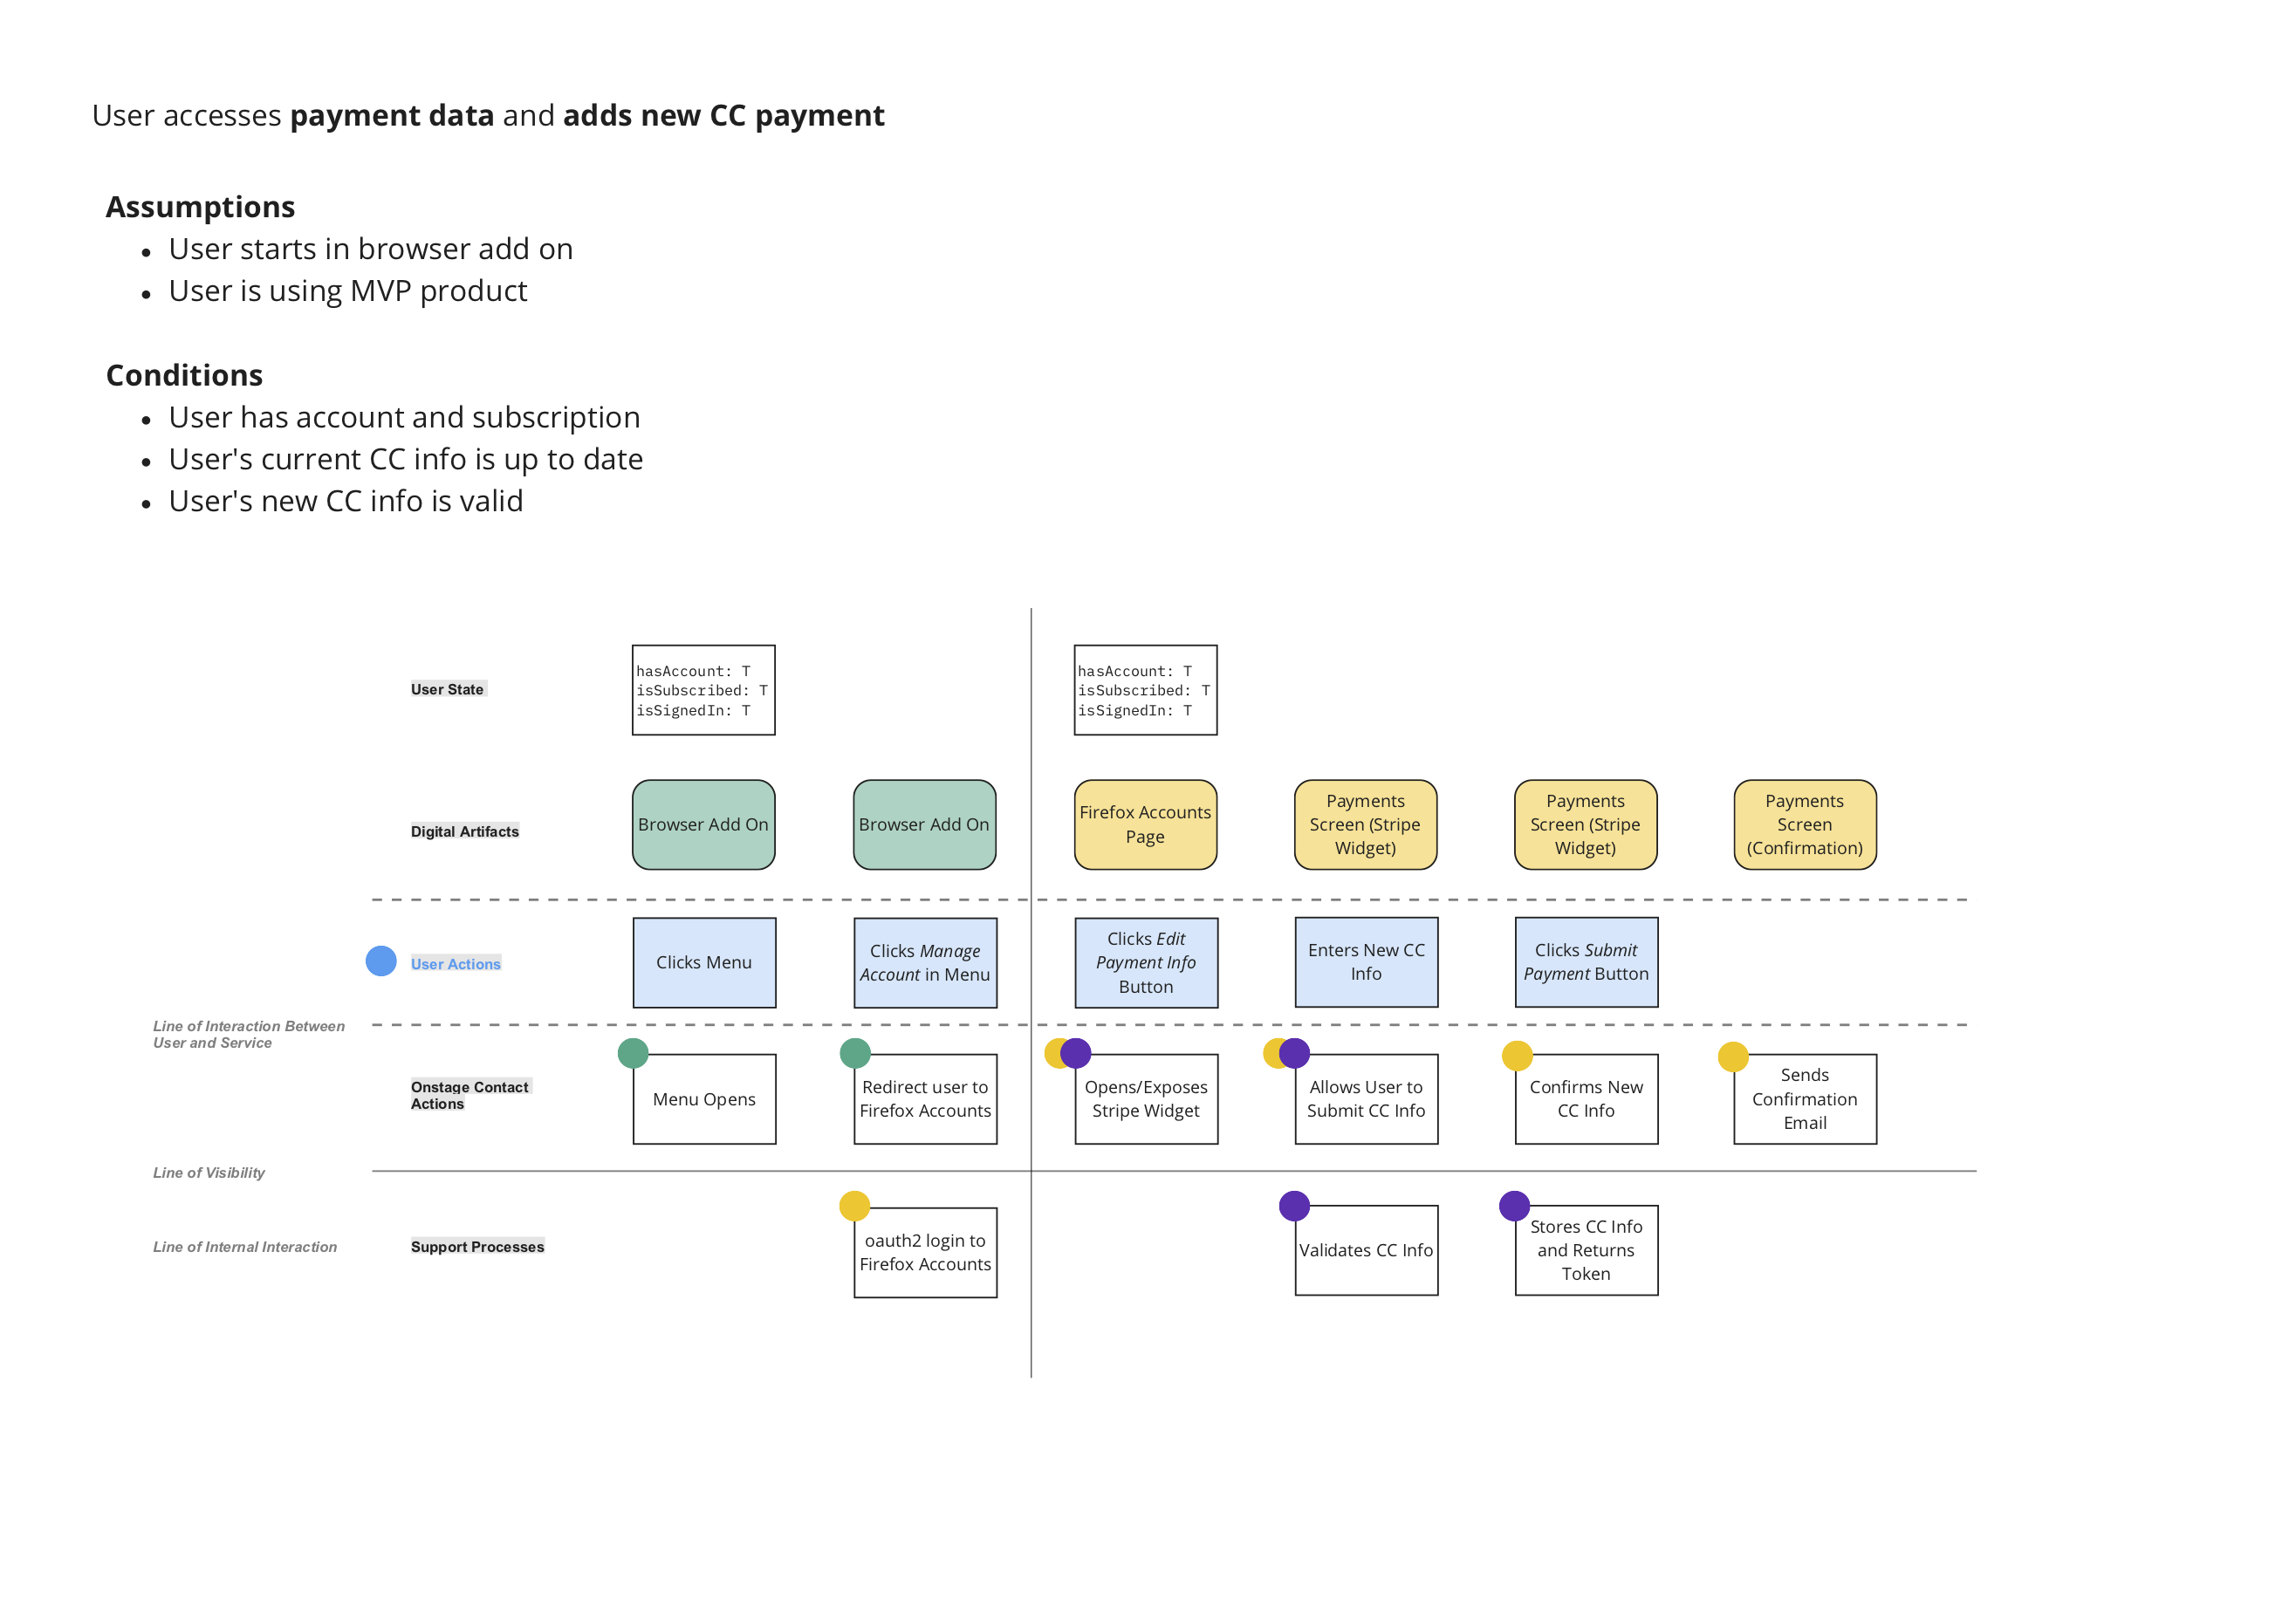 User accesses payment data and adds new CC payment
Assumptions
User starts in browser add on
User is using MVP product
Conditions
User has account and subscription
User's current CC info is up to date
User's new CC info is valid
User State
hasAccount: T
isSubscribed: T
isSignedIn: T
hasAccount: T
isSubscribed: T
isSignedIn: T
Digital Artifacts
Browser Add On
Browser Add On
Firefox Accounts
Page
Payments
Screen (Stripe
Widget)
Payments
Screen (Stripe
Widget)
Payments
Screen
(Confirmation)
User Actions
Clicks Menu
Clicks Manage
Account in Menu
Clicks Edit
Payment Info
Button
Enters New CC
Info
Clicks Submit
Payment Button
Line of Interaction Between
User and Service
Onstage Contact
Actions
Menu Opens
Redirect user to
Firefox Accounts
Opens/Exposes
Stripe Widget
Allows User to
Submit CC Info
Confirms New
CC Info
Sends
Confirmation
Email
Line of Visibility
Line of Internal Interaction
Support Processes
oauth2 login to
Firefox Accounts
Validates CC Info
Stores CC Info
and Returns
Token